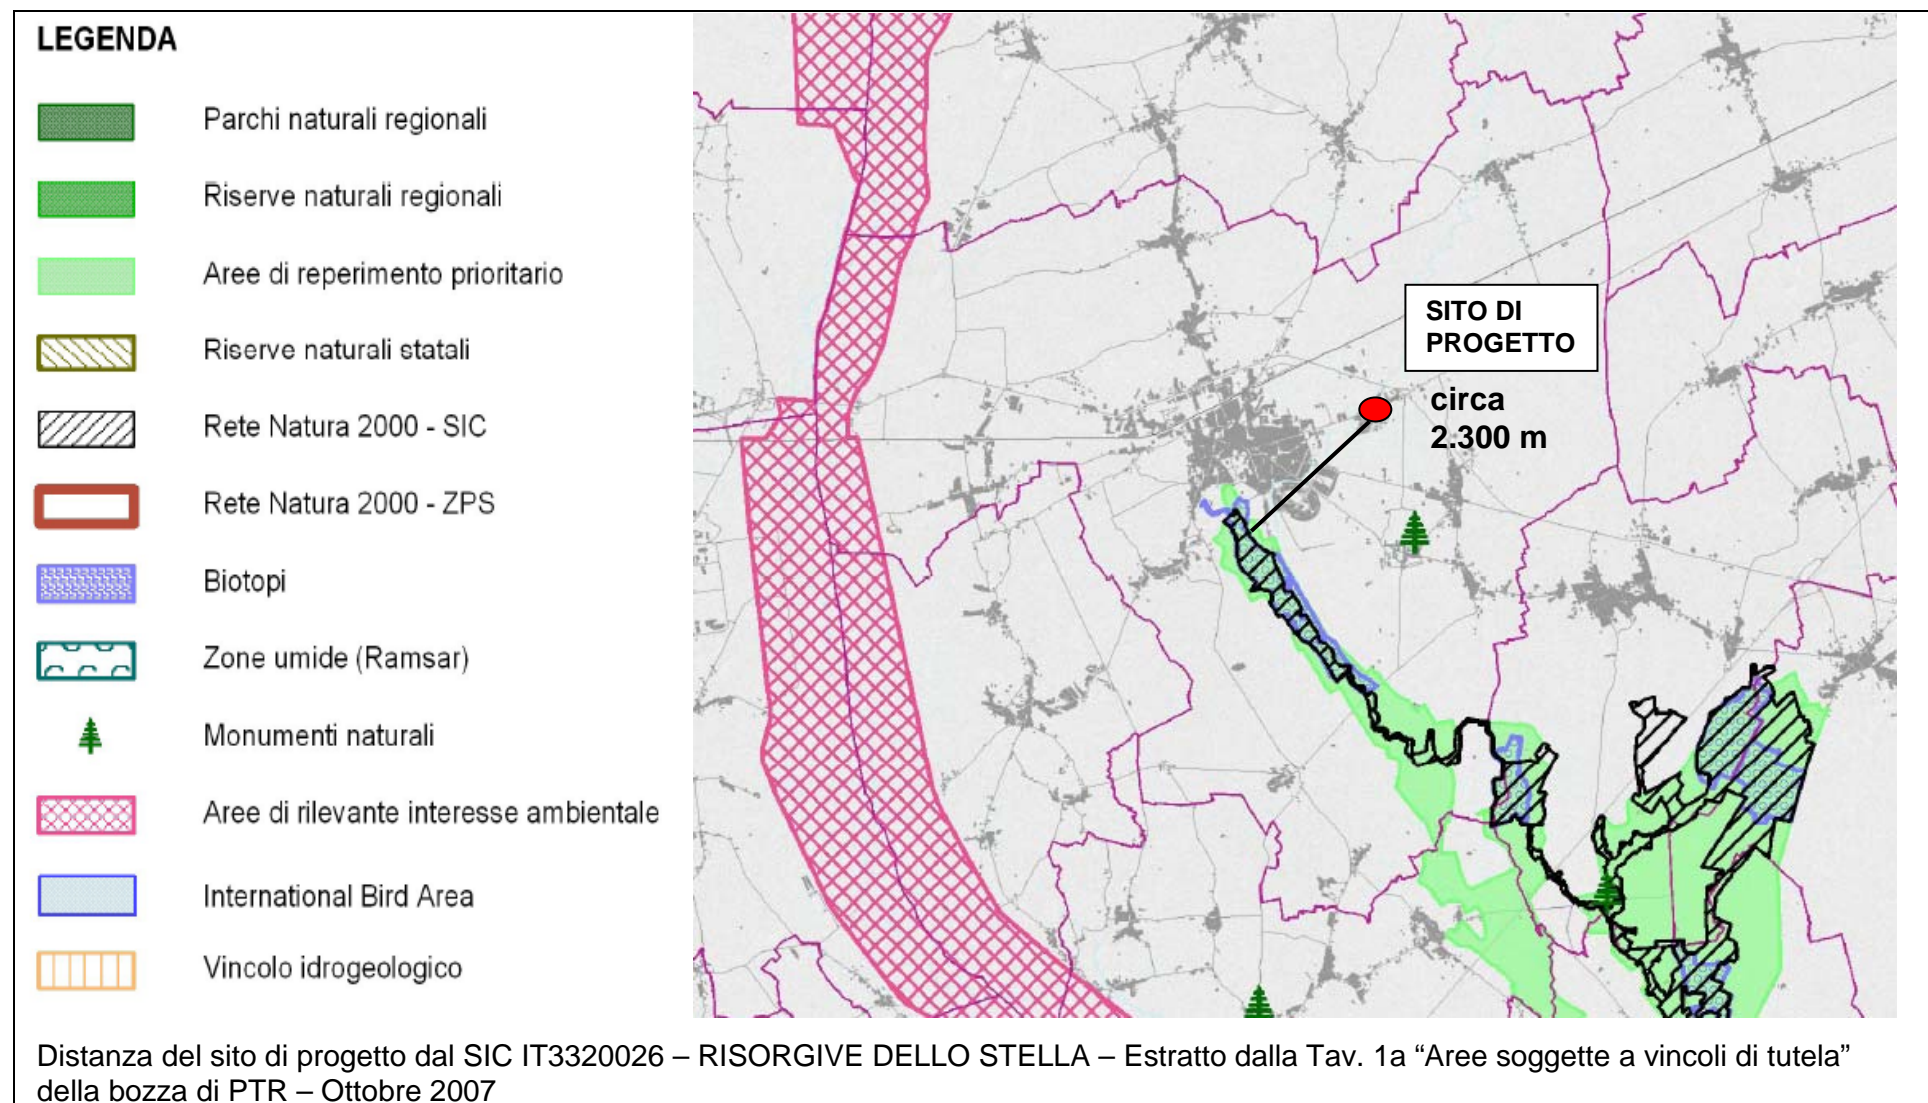 LEGENDA
Parchi naturali regionali
Riserve naturali regionali
Aree di reperimento prioritario
Riserve naturali statali
Rete Natura 2000 - SIC
Rete Natura 2000 - ZPS
Biotopi
Zone umide (Ramsar)
Monumenti naturali
Aree di rilevante interesse ambientale
International Bird Area
Vincolo idrogeologico
SITO DI
PROGETTO
circa
2.300 m
Distanza del sito di progetto dal SIC IT3320026 – RISORGIVE DELLO STELLA – Estratto dalla Tav. 1a “Aree soggette a vincoli di tutela”
della bozza di PTR – Ottobre 2007